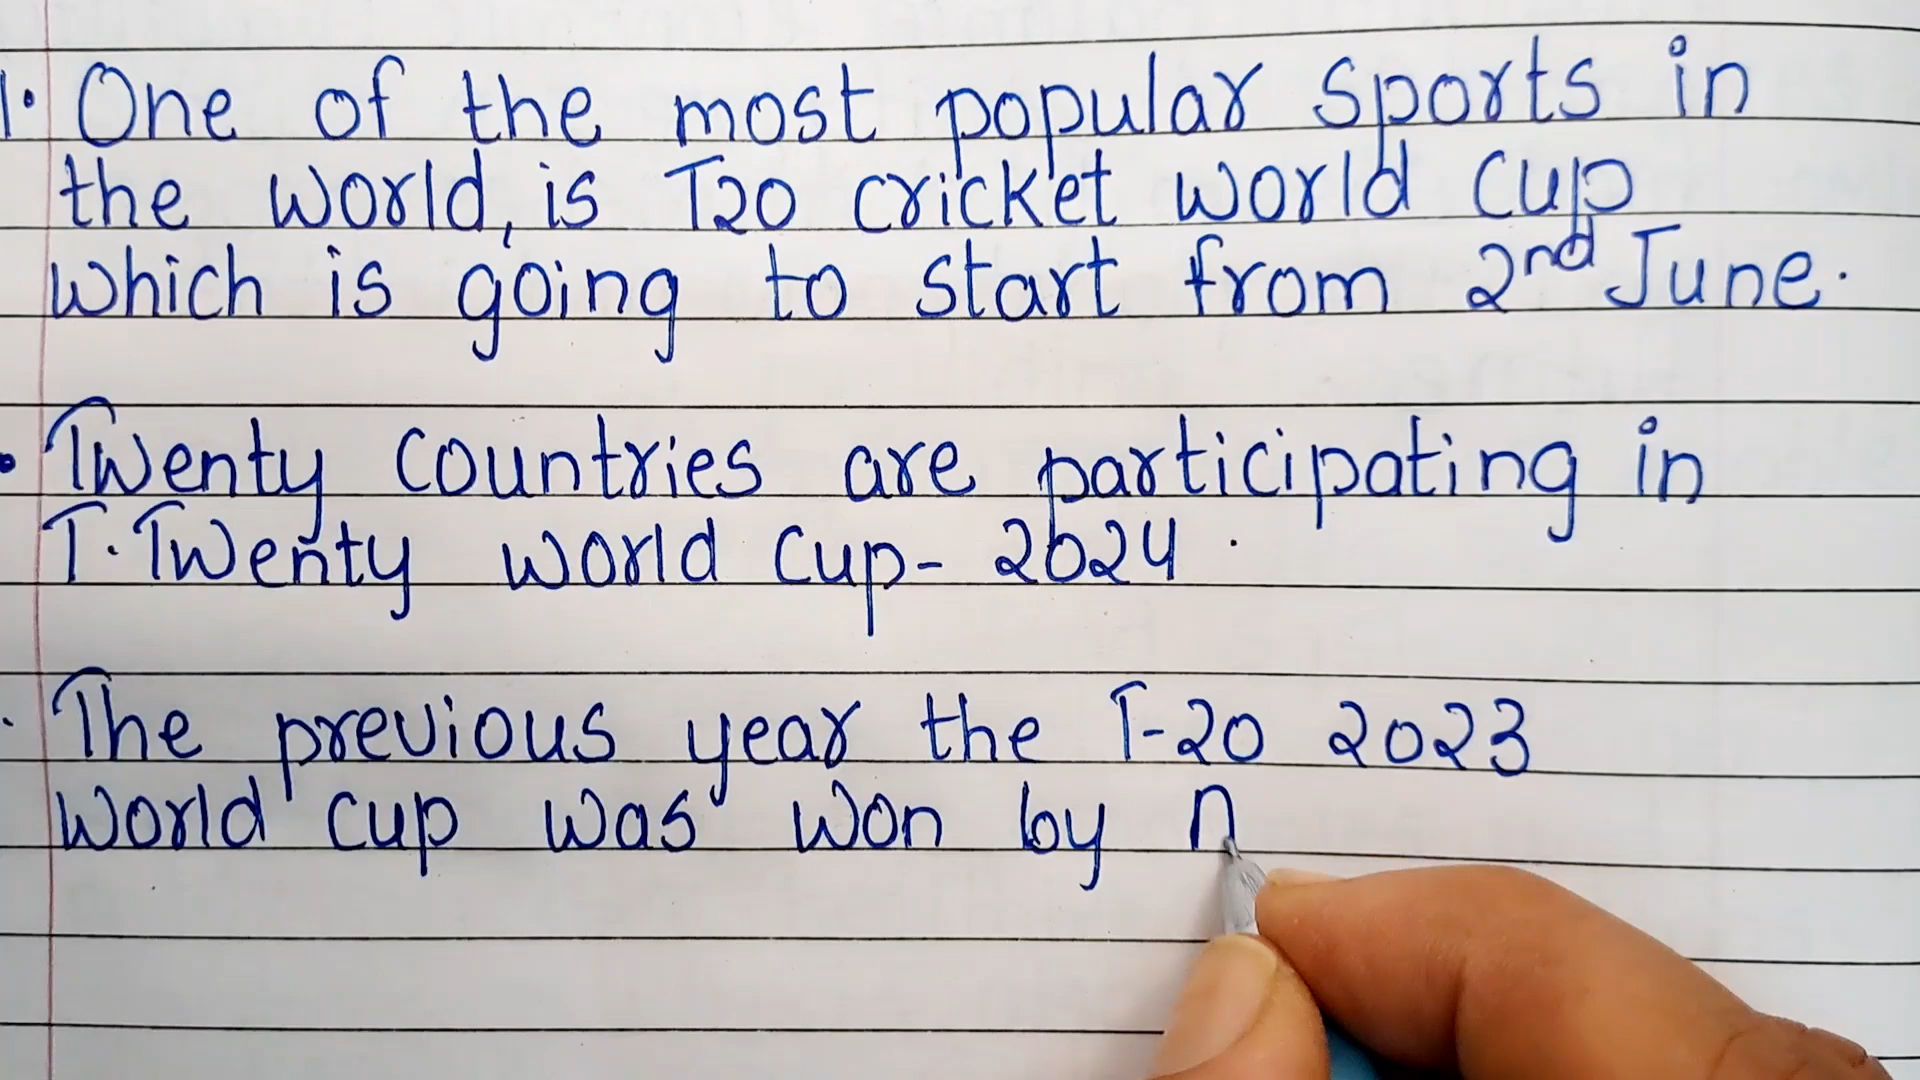 1. One of the most popular sports in
the world, is T20 cricket world cup
which is going to start from 2nd June.
• Twenty countries are participating in
T. Twenty world cup- 2024.
. The previous year the T-20 2023
world cup was won by n